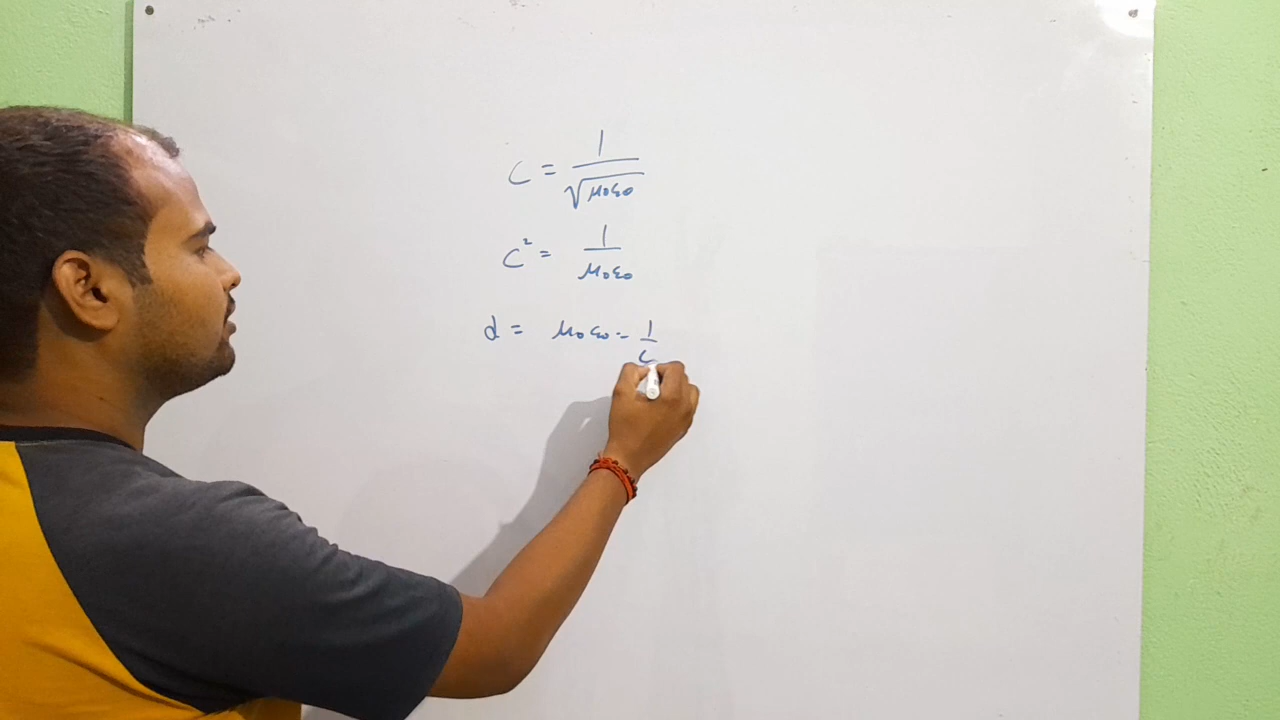 c = 1/√μ0ε0
c² = 1/μ0ε0
d = μ0ε0 = 1/c